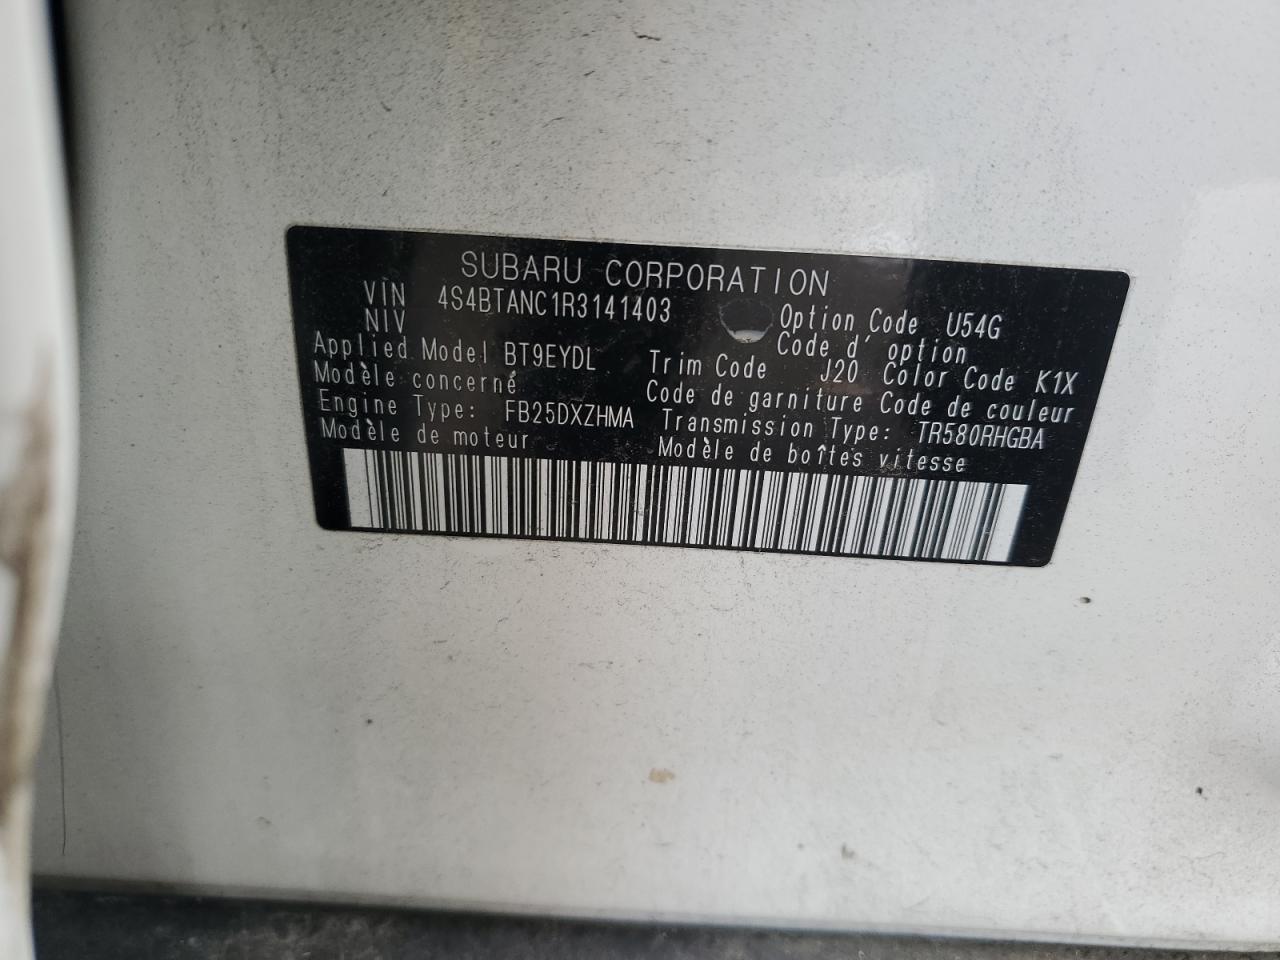 SUBARU CORPORATION
VIN 4S4BTANC1R3141403 Option Code U54G
NIV Code d' option
Applied Model BT9EYDL Trim Code J20 Color Code K1X
Modèle concerné Code de garniture Code de couleur
Engine Type: FB25DXZHMA Transmission Type: TR580RHGBA
Modèle de moteur Modèle de boîtes vitesse